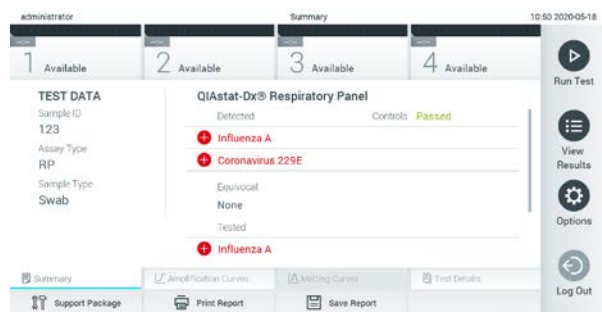 administrator Summary 10:50 2020-05-18
1 Available 2 Available 3 Available 4 Available
Run Test
View Results
Options
Log Out
TEST DATA
Sample ID
123
Assay Type
RP
Sample Type
Swab
QIAstat-Dx® Respiratory Panel
Detected Controls Passed
Influenza A
Coronavirus 229E
Equivocal
None
Tested
Influenza A
Summary Amplification Curves Melting Curves Test Details
Support Package Print Report Save Report